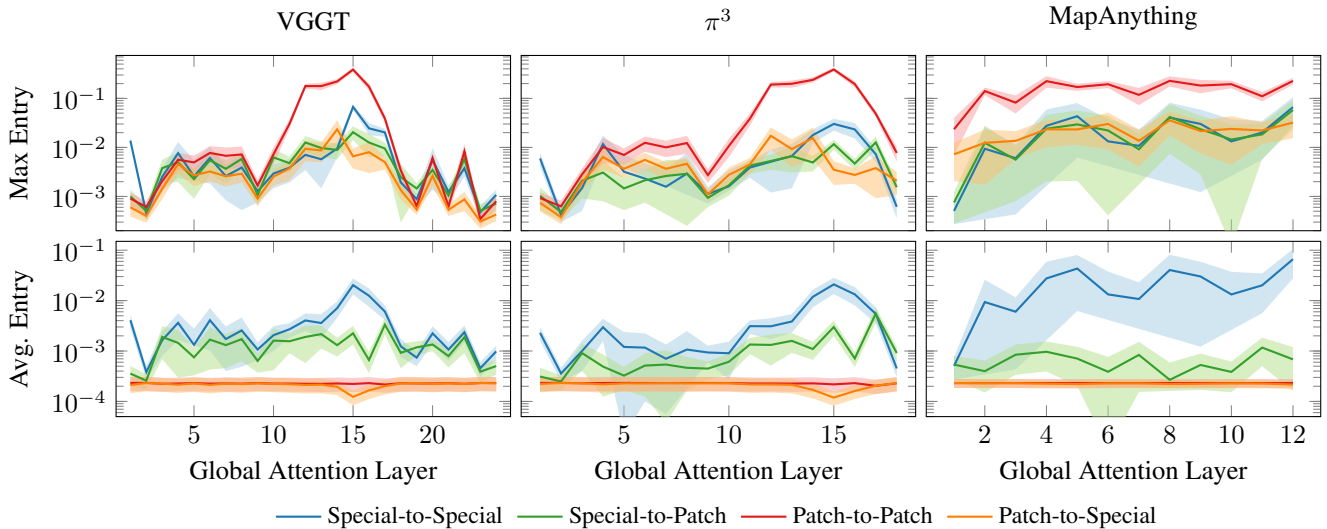 VGGT
π³
MapAnything
Max Entry
10⁻¹
10⁻²
10⁻³
Avg. Entry
10⁻¹
10⁻²
10⁻³
10⁻⁴
5 10 15 20
5 10 15
2 4 6 8 10 12
Global Attention Layer
Global Attention Layer
Global Attention Layer
Special-to-Special Special-to-Patch Patch-to-Patch Patch-to-Special